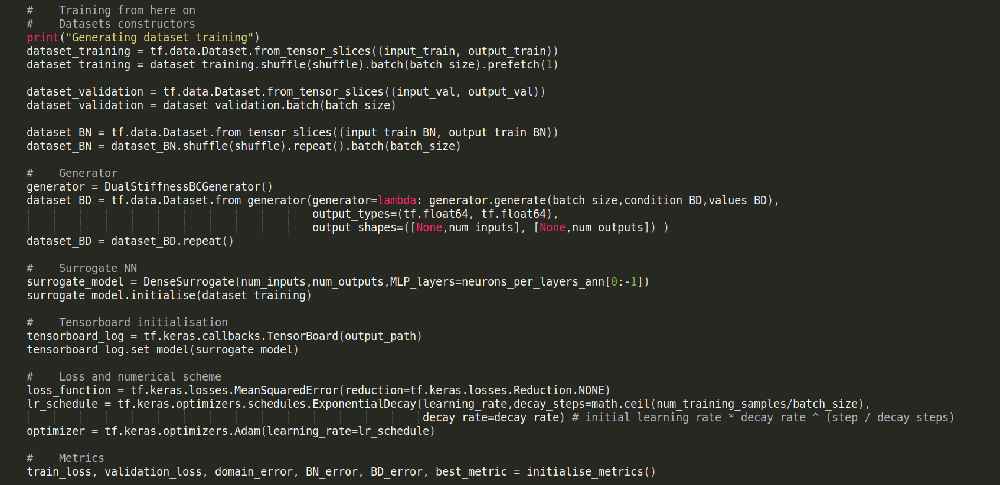 #    Training from here on
#    Datasets constructors
print("Generating dataset_training")
dataset_training = tf.data.Dataset.from_tensor_slices((input_train, output_train))
dataset_training = dataset_training.shuffle(shuffle).batch(batch_size).prefetch(1)
dataset_validation = tf.data.Dataset.from_tensor_slices((input_val, output_val))
dataset_validation = dataset_validation.batch(batch_size)
dataset_BN = tf.data.Dataset.from_tensor_slices((input_train_BN, output_train_BN))
dataset_BN = dataset_BN.shuffle(shuffle).repeat().batch(batch_size)
#    Generator
generator = DualStiffnessBCGenerator()
dataset_BD = tf.data.Dataset.from_generator(generator=lambda: generator.generate(batch_size,condition_BD,values_BD),
output_types=(tf.float64, tf.float64),
output_shapes=([None,num_inputs], [None,num_outputs]) )
dataset_BD = dataset_BD.repeat()
#    Surrogate NN
surrogate_model = DenseSurrogate(num_inputs,num_outputs,MLP_layers=neurons_per_layers_ann[0:-1])
surrogate_model.initialise(dataset_training)
#    Tensorboard initialisation
tensorboard_log = tf.keras.callbacks.TensorBoard(output_path)
tensorboard_log.set_model(surrogate_model)
#    Loss and numerical scheme
loss_function = tf.keras.losses.MeanSquaredError(reduction=tf.keras.losses.Reduction.NONE)
lr_schedule = tf.keras.optimizers.schedules.ExponentialDecay(learning_rate,decay_steps=math.ceil(num_training_samples/batch_size),
decay_rate=decay_rate) # initial_learning_rate * decay_rate ^ (step / decay_steps)
optimizer = tf.keras.optimizers.Adam(learning_rate=lr_schedule)
#    Metrics
train_loss, validation_loss, domain_error, BN_error, BD_error, best_metric = initialise_metrics()